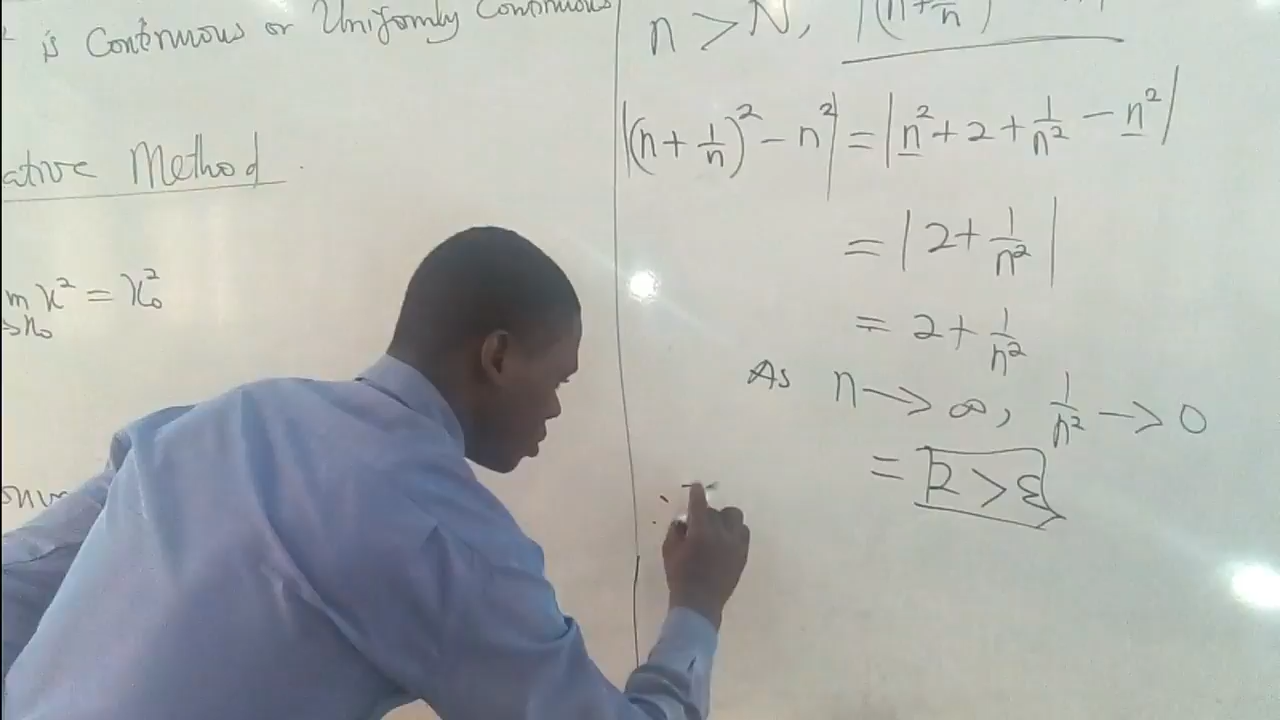 is Continuous or Uniformly Continuous
ative Method
m x² = x₀²
>x₀
n > N,
|(n + 1/n)² - n²| = |n² + 2 + 1/n² - n²|
= |2 + 1/n²|
= 2 + 1/n²
As n → ∞, 1/n² → 0
= 2 > ε